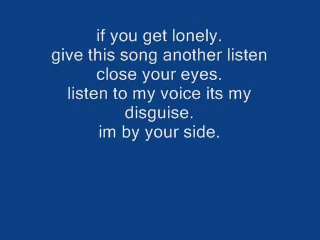 if you get lonely.
give this song another listen
close your eyes.
listen to my voice its my
disguise.
im by your side.